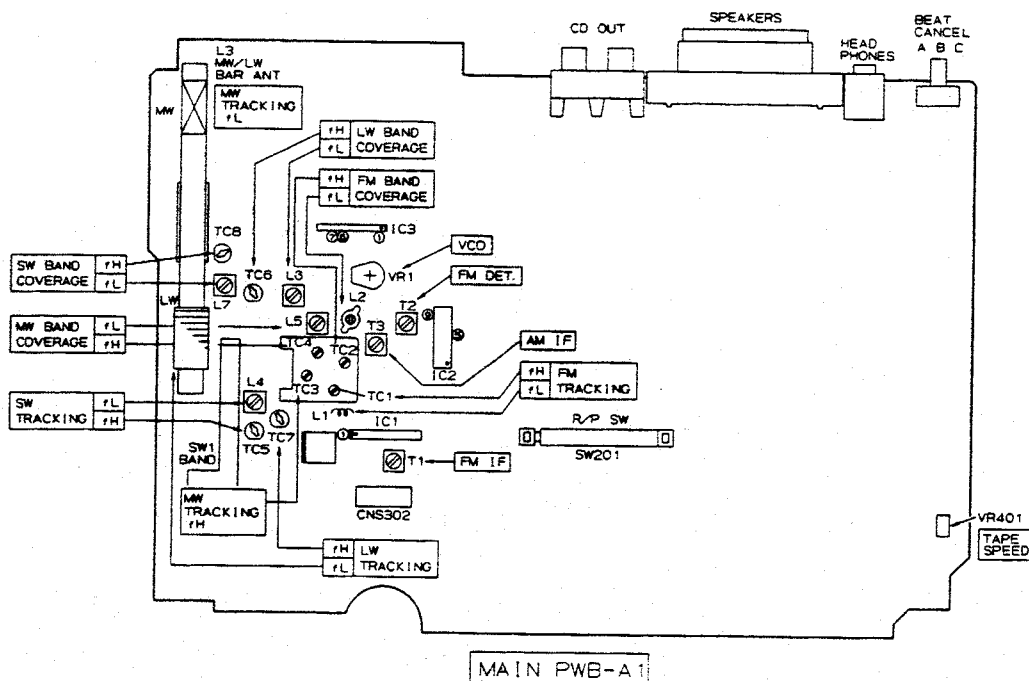 CD OUT
SPEAKERS
HEAD
PHONES
BEAT
CANCEL
A B C
L3
MW/LW
BAR ANT
MW
MW
TRACKING
fL
fH LW BAND
fL COVERAGE
fH FM BAND
fL COVERAGE
IC3
1
VCO
VR1
FM DET.
TC8
SW BAND fH
COVERAGE fL
TC6
L3
L7
LW
L2
T2
L5
T3
MW BAND fL
COVERAGE fH
TC4
TC2
IC2
AM IF
TC3
TC1
fH FM
fL TRACKING
L4
SW fL
TRACKING fH
TC7
TC5
L1
IC1
1
R/P SW
SW201
SW1
BAND
T1
FM IF
MW
TRACKING
fH
CNS302
VR401
TAPE
SPEED
fH LW
fL TRACKING
MAIN PWB-A1